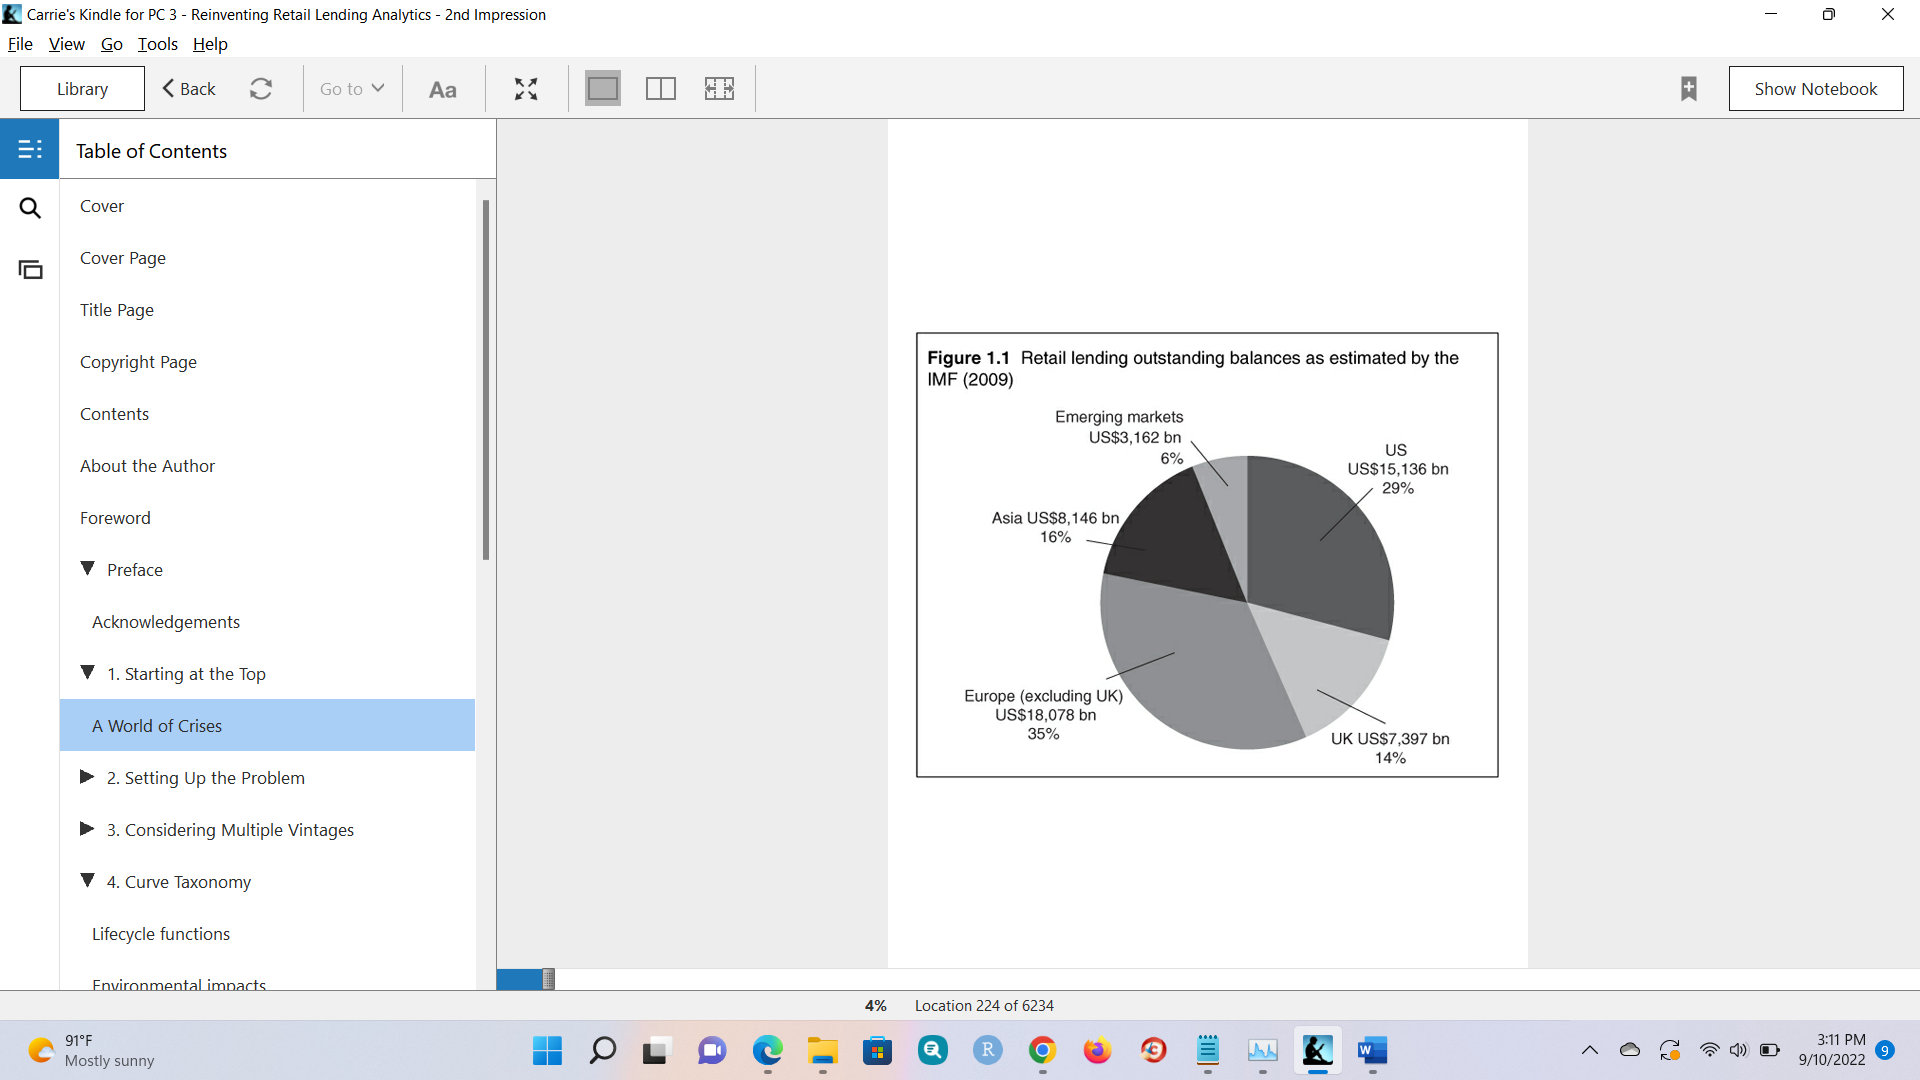 Carrie's Kindle for PC 3 - Reinventing Retail Lending Analytics - 2nd Impression
File View Go Tools Help
Library
Back
Go to
Aa
Show Notebook
Table of Contents
Cover
Cover Page
Title Page
Copyright Page
Contents
About the Author
Foreword
Preface
Acknowledgements
1. Starting at the Top
A World of Crises
2. Setting Up the Problem
3. Considering Multiple Vintages
4. Curve Taxonomy
Lifecycle functions
Environmental impacts
Figure 1.1 Retail lending outstanding balances as estimated by the
IMF (2009)
Emerging markets
US$3,162 bn
6%
US
US$15,136 bn
29%
Asia US$8,146 bn
16%
Europe (excluding UK)
US$18,078 bn
35%
UK US$7,397 bn
14%
4%
Location 224 of 6234
91°F
Mostly sunny
R
W
3:11 PM
9/10/2022
9